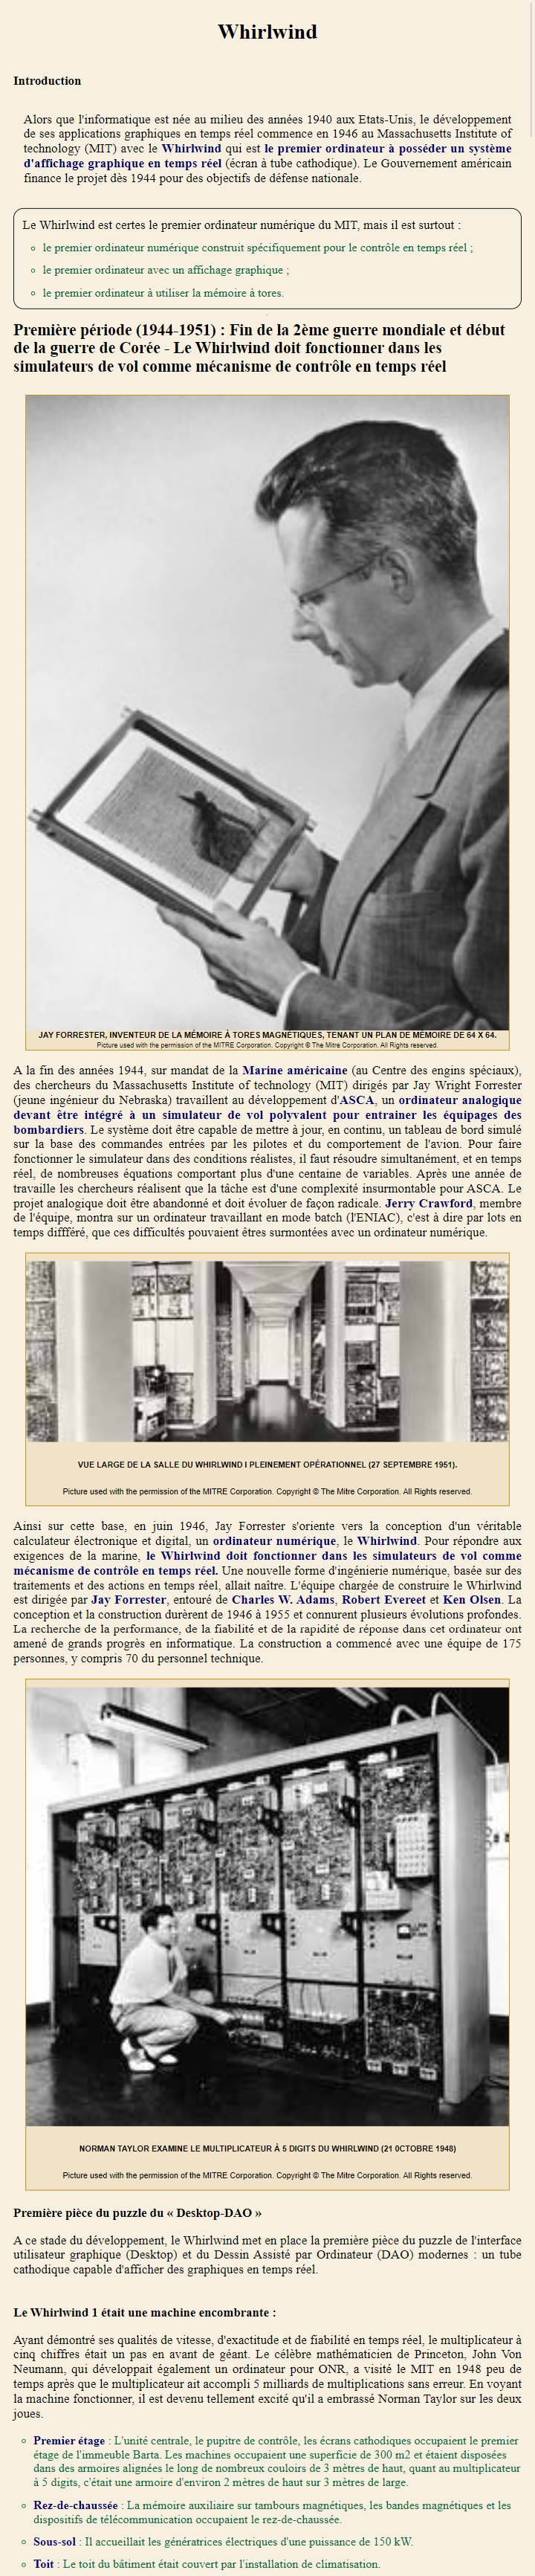 Whirlwind
Introduction
Alors que l'informatique est née au milieu des années 1940 aux Etats-Unis, le développement
de ses applications graphiques en temps réel commence en 1946 au Massachusetts Institute of
technology (MIT) avec le Whirlwind qui est le premier ordinateur à posséder un système
d'affichage graphique en temps réel (écran à tube cathodique). Le Gouvernement américain
finance le projet dès 1944 pour des objectifs de défense nationale.
Le Whirlwind est certes le premier ordinateur numérique du MIT, mais il est surtout :
le premier ordinateur numérique construit spécifiquement pour le contrôle en temps réel ;
le premier ordinateur avec un affichage graphique ;
le premier ordinateur à utiliser la mémoire à tores.
Première période (1944-1951) : Fin de la 2ème guerre mondiale et début
de la guerre de Corée - Le Whirlwind doit fonctionner dans les
simulateurs de vol comme mécanisme de contrôle en temps réel
JAY FORRESTER, INVENTEUR DE LA MÉMOIRE À TORES MAGNÉTIQUES, TENANT UN PLAN DE MÉMOIRE DE 64 X 64.
Picture used with the permission of the MITRE Corporation. Copyright © The Mitre Corporation. All Rights reserved.
A la fin des années 1944, sur mandat de la Marine américaine (au Centre des engins spéciaux),
des chercheurs du Massachusetts Institute of technology (MIT) dirigés par Jay Wright Forrester
(jeune ingénieur du Nebraska) travaillent au développement d'ASCA, un ordinateur analogique
devant être intégré à un simulateur de vol polyvalent pour entrainer les équipages des
bombardiers. Le système doit être capable de mettre à jour, en continu, un tableau de bord simulé
sur la base des commandes entrées par les pilotes et du comportement de l'avion. Pour faire
fonctionner le simulateur dans des conditions réalistes, il faut résoudre simultanément, et en temps
réel, de nombreuses équations comportant plus d'une centaine de variables. Après une année de
travaille les chercheurs réalisent que la tâche est d'une complexité insurmontable pour ASCA. Le
projet analogique doit être abandonné et doit évoluer de façon radicale. Jerry Crawford, membre
de l'équipe, montra sur un ordinateur travaillant en mode batch (l'ENIAC), c'est à dire par lots en
temps diffféré, que ces difficultés pouvaient êtres surmontées avec un ordinateur numérique.
VUE LARGE DE LA SALLE DU WHIRLWIND I PLEINEMENT OPÉRATIONNEL (27 SEPTEMBRE 1951).
Picture used with the permission of the MITRE Corporation. Copyright © The Mitre Corporation. All Rights reserved.
Ainsi sur cette base, en juin 1946, Jay Forrester s'oriente vers la conception d'un véritable
calculateur électronique et digital, un ordinateur numérique, le Whirlwind. Pour répondre aux
exigences de la marine, le Whirlwind doit fonctionner dans les simulateurs de vol comme
mécanisme de contrôle en temps réel. Une nouvelle forme d'ingénierie numérique, basée sur des
traitements et des actions en temps réel, allait naître. L'équipe chargée de construire le Whirlwind
est dirigée par Jay Forrester, entouré de Charles W. Adams, Robert Evereet et Ken Olsen. La
conception et la construction durèrent de 1946 à 1955 et connurent plusieurs évolutions profondes.
La recherche de la performance, de la fiabilité et de la rapidité de réponse dans cet ordinateur ont
amené de grands progrès en informatique. La construction a commencé avec une équipe de 175
personnes, y compris 70 du personnel technique.
NORMAN TAYLOR EXAMINE LE MULTIPLICATEUR À 5 DIGITS DU WHIRLWIND (21 0CTOBRE 1948)
Picture used with the permission of the MITRE Corporation. Copyright © The Mitre Corporation. All Rights reserved.
Première pièce du puzzle du « Desktop-DAO »
A ce stade du développement, le Whirlwind met en place la première pièce du puzzle de l'interface
utilisateur graphique (Desktop) et du Dessin Assisté par Ordinateur (DAO) modernes : un tube
cathodique capable d'afficher des graphiques en temps réel.
Le Whirlwind 1 était une machine encombrante :
Ayant démontré ses qualités de vitesse, d'exactitude et de fiabilité en temps réel, le multiplicateur à
cinq chiffres était un pas en avant de géant. Le célèbre mathématicien de Princeton, John Von
Neumann, qui développait également un ordinateur pour ONR, a visité le MIT en 1948 peu de
temps après que le multiplicateur ait accompli 5 milliards de multiplications sans erreur. En voyant
la machine fonctionner, il est devenu tellement excité qu'il a embrassé Norman Taylor sur les deux
joues.
Premier étage : L'unité centrale, le pupitre de contrôle, les écrans cathodiques occupaient le premier
étage de l'immeuble Barta. Les machines occupaient une superficie de 300 m2 et étaient disposées
dans des armoires alignées le long de nombreux couloirs de 3 mètres de haut, quant au multiplicateur
à 5 digits, c'était une armoire d'environ 2 mètres de haut sur 3 mètres de large.
Rez-de-chaussée : La mémoire auxiliaire sur tambours magnétiques, les bandes magnétiques et les
dispositifs de télécommunication occupaient le rez-de-chaussée.
Sous-sol : Il accueillait les génératrices électriques d'une puissance de 150 kW.
Toit : Le toit du bâtiment était couvert par l'installation de climatisation.